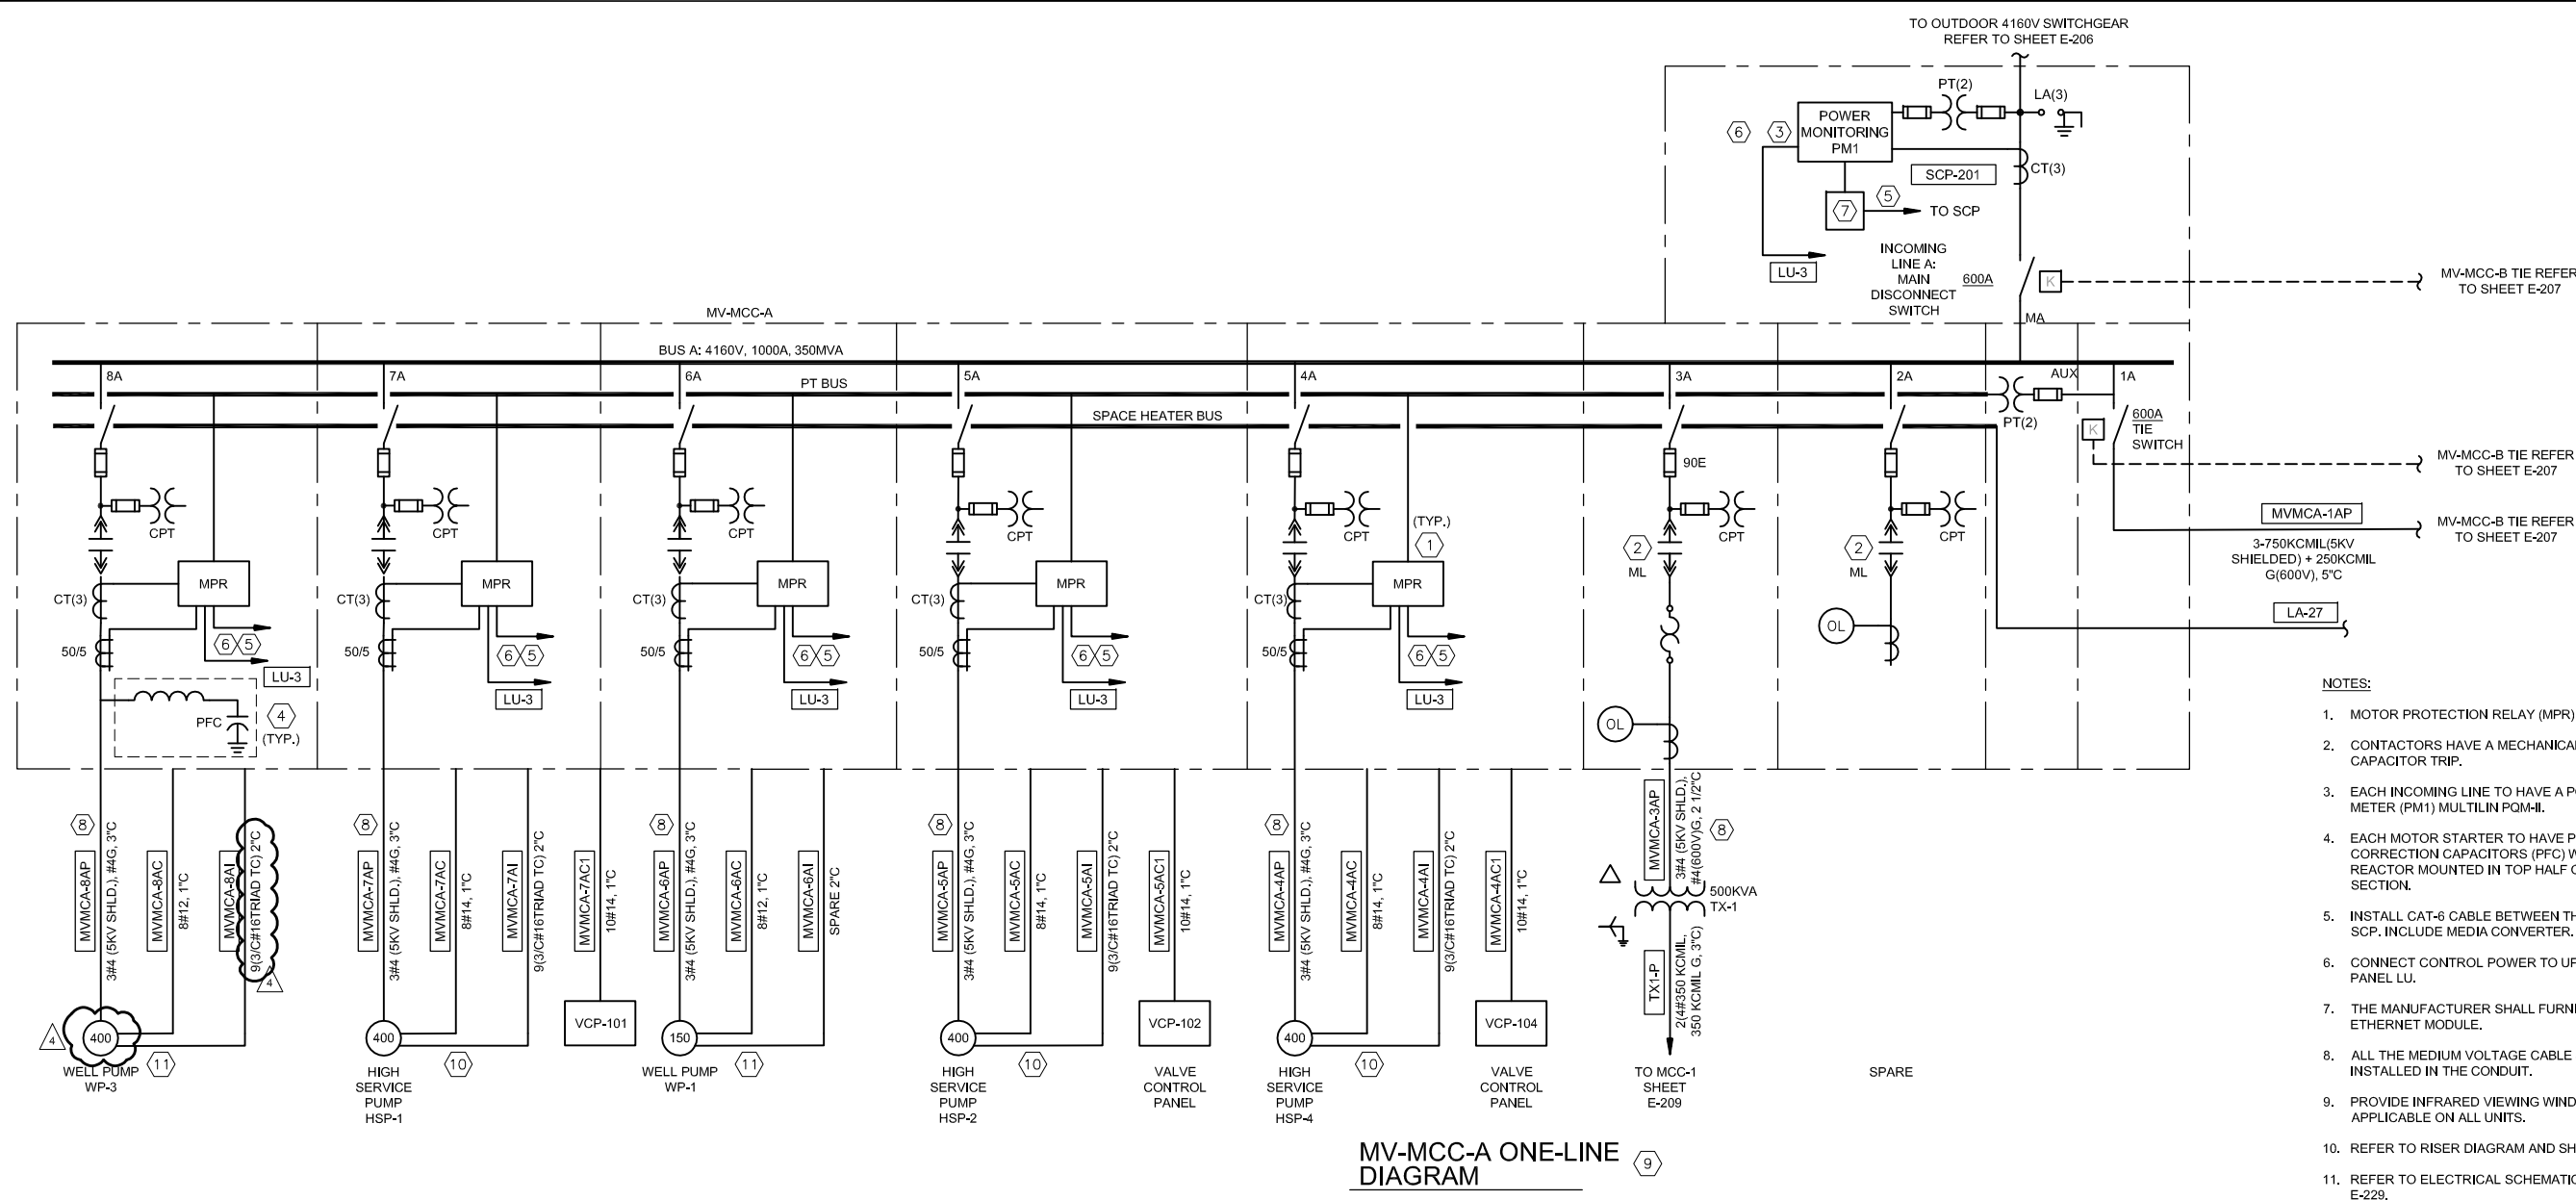 TO OUTDOOR 4160V SWITCHGEAR
REFER TO SHEET E-206
PT(2)
LA(3)
POWER
MONITORING
PM1
6
3
SCP-201
CT(3)
7
5
TO SCP
LU-3
INCOMING
LINE A:
MAIN
DISCONNECT
SWITCH
600A
K
MA
MV-MCC-B TIE REFER
TO SHEET E-207
MV-MCC-A
BUS A: 4160V, 1000A, 350MVA
PT BUS
SPACE HEATER BUS
8A
7A
6A
5A
4A
3A
2A
AUX
1A
PT(2)
600A
TIE
SWITCH
K
MV-MCC-B TIE REFER
TO SHEET E-207
MVMCA-1AP
3-750KCMIL(5KV
SHIELDED) + 250KCMIL
G(600V), 5"C
MV-MCC-B TIE REFER
TO SHEET E-207
LA-27
CPT
MPR
CT(3)
50/5
6
5
LU-3
PFC
4
(TYP.)
CPT
MPR
CT(3)
50/5
6
5
LU-3
CPT
MPR
CT(3)
50/5
6
5
LU-3
CPT
MPR
CT(3)
50/5
6
5
LU-3
CPT
(TYP.)
1
MPR
CT(3)
50/5
6
5
LU-3
90E
CPT
2
ML
OL
CPT
2
ML
OL
8
MVMCA-8AP
3#4 (5KV SHLD.), #4G, 3"C
MVMCA-8AC
8#12, 1"C
MVMCA-8AI
9(3/C#16TRIAD TC) 2"C
4
4
400
11
WELL PUMP
WP-3
8
MVMCA-7AP
3#4 (5KV SHLD.), #4G, 3"C
MVMCA-7AC
8#14, 1"C
MVMCA-7AI
9(3/C#16TRIAD TC) 2"C
MVMCA-7AC1
10#14, 1"C
VCP-101
400
10
HIGH
SERVICE
PUMP
HSP-1
8
MVMCA-6AP
3#4 (5KV SHLD.), #4G, 3"C
MVMCA-6AC
8#12, 1"C
MVMCA-6AI
SPARE 2"C
150
11
WELL PUMP
WP-1
8
MVMCA-5AP
3#4 (5KV SHLD.), #4G, 3"C
MVMCA-5AC
8#14, 1"C
MVMCA-5AI
9(3/C#16TRIAD TC) 2"C
MVMCA-5AC1
10#14, 1"C
VCP-102
400
10
HIGH
SERVICE
PUMP
HSP-2
VALVE
CONTROL
PANEL
8
MVMCA-4AP
3#4 (5KV SHLD.), #4G, 3"C
MVMCA-4AC
8#14, 1"C
MVMCA-4AI
9(3/C#16TRIAD TC) 2"C
MVMCA-4AC1
10#14, 1"C
VCP-104
400
10
HIGH
SERVICE
PUMP
HSP-4
VALVE
CONTROL
PANEL
MVMCA-3AP
3#4 (5KV SHLD.),
#4(600V)G, 2 1/2"C
8
500KVA
TX-1
TX1-P
2(4#350 KCMIL,
350 KCMIL G, 3"C)
TO MCC-1
SHEET
E-209
SPARE
MV-MCC-A ONE-LINE
DIAGRAM
9
NOTES:
1. MOTOR PROTECTION RELAY (MPR)
2. CONTACTORS HAVE A
CAPACITOR TRIP.
3. EACH INCOMING LINE TO HAVE A
METER (PM1) MULTILIN PQM-II.
4. EACH MOTOR STARTER TO HAVE
CORRECTION CAPACITORS (PFC)
REACTOR MOUNTED IN TOP HALF
SECTION.
5. INSTALL CAT-6 CABLE BETWEEN
SCP. INCLUDE MEDIA CONVERTER.
6. CONNECT CONTROL POWER TO
PANEL LU.
7. THE MANUFACTURER SHALL
ETHERNET MODULE.
8. ALL THE MEDIUM VOLTAGE CABLE
INSTALLED IN THE CONDUIT.
9. PROVIDE INFRARED VIEWING
APPLICABLE ON ALL UNITS.
10. REFER TO RISER DIAGRAM AND
11. REFER TO ELECTRICAL
E-229.